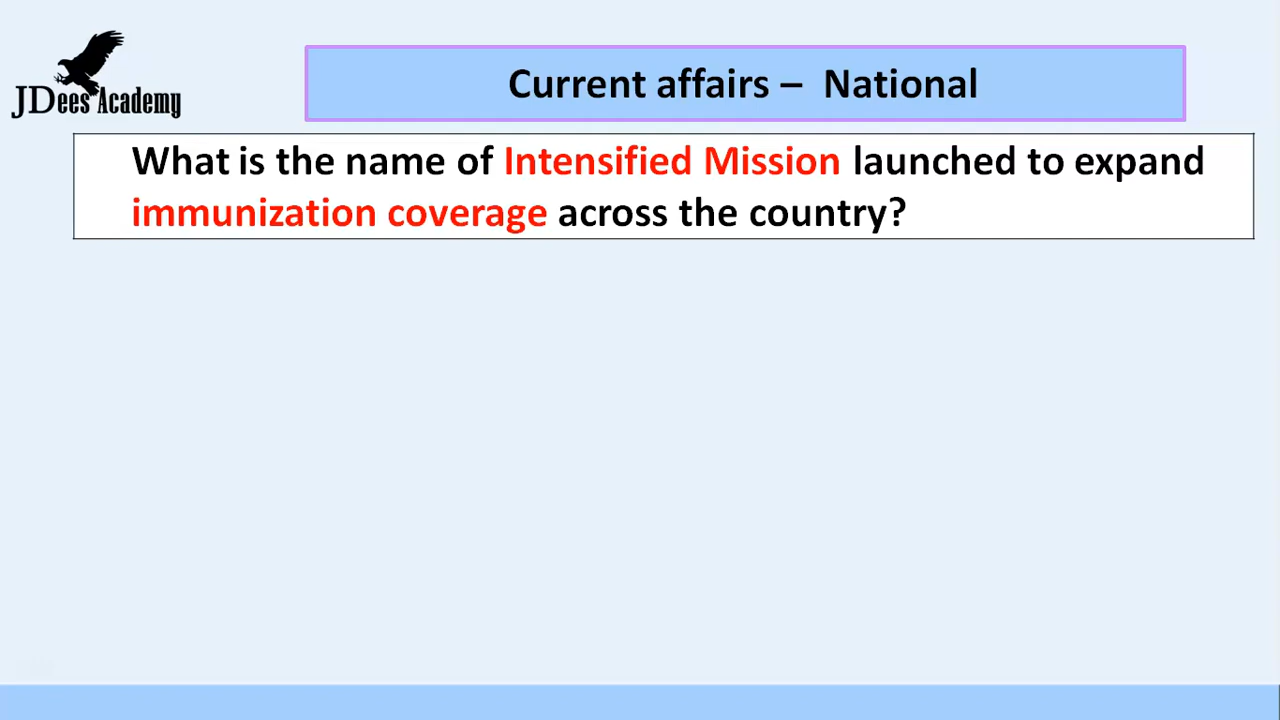 JDees Academy
Current affairs – National
What is the name of Intensified Mission launched to expand
immunization coverage across the country?